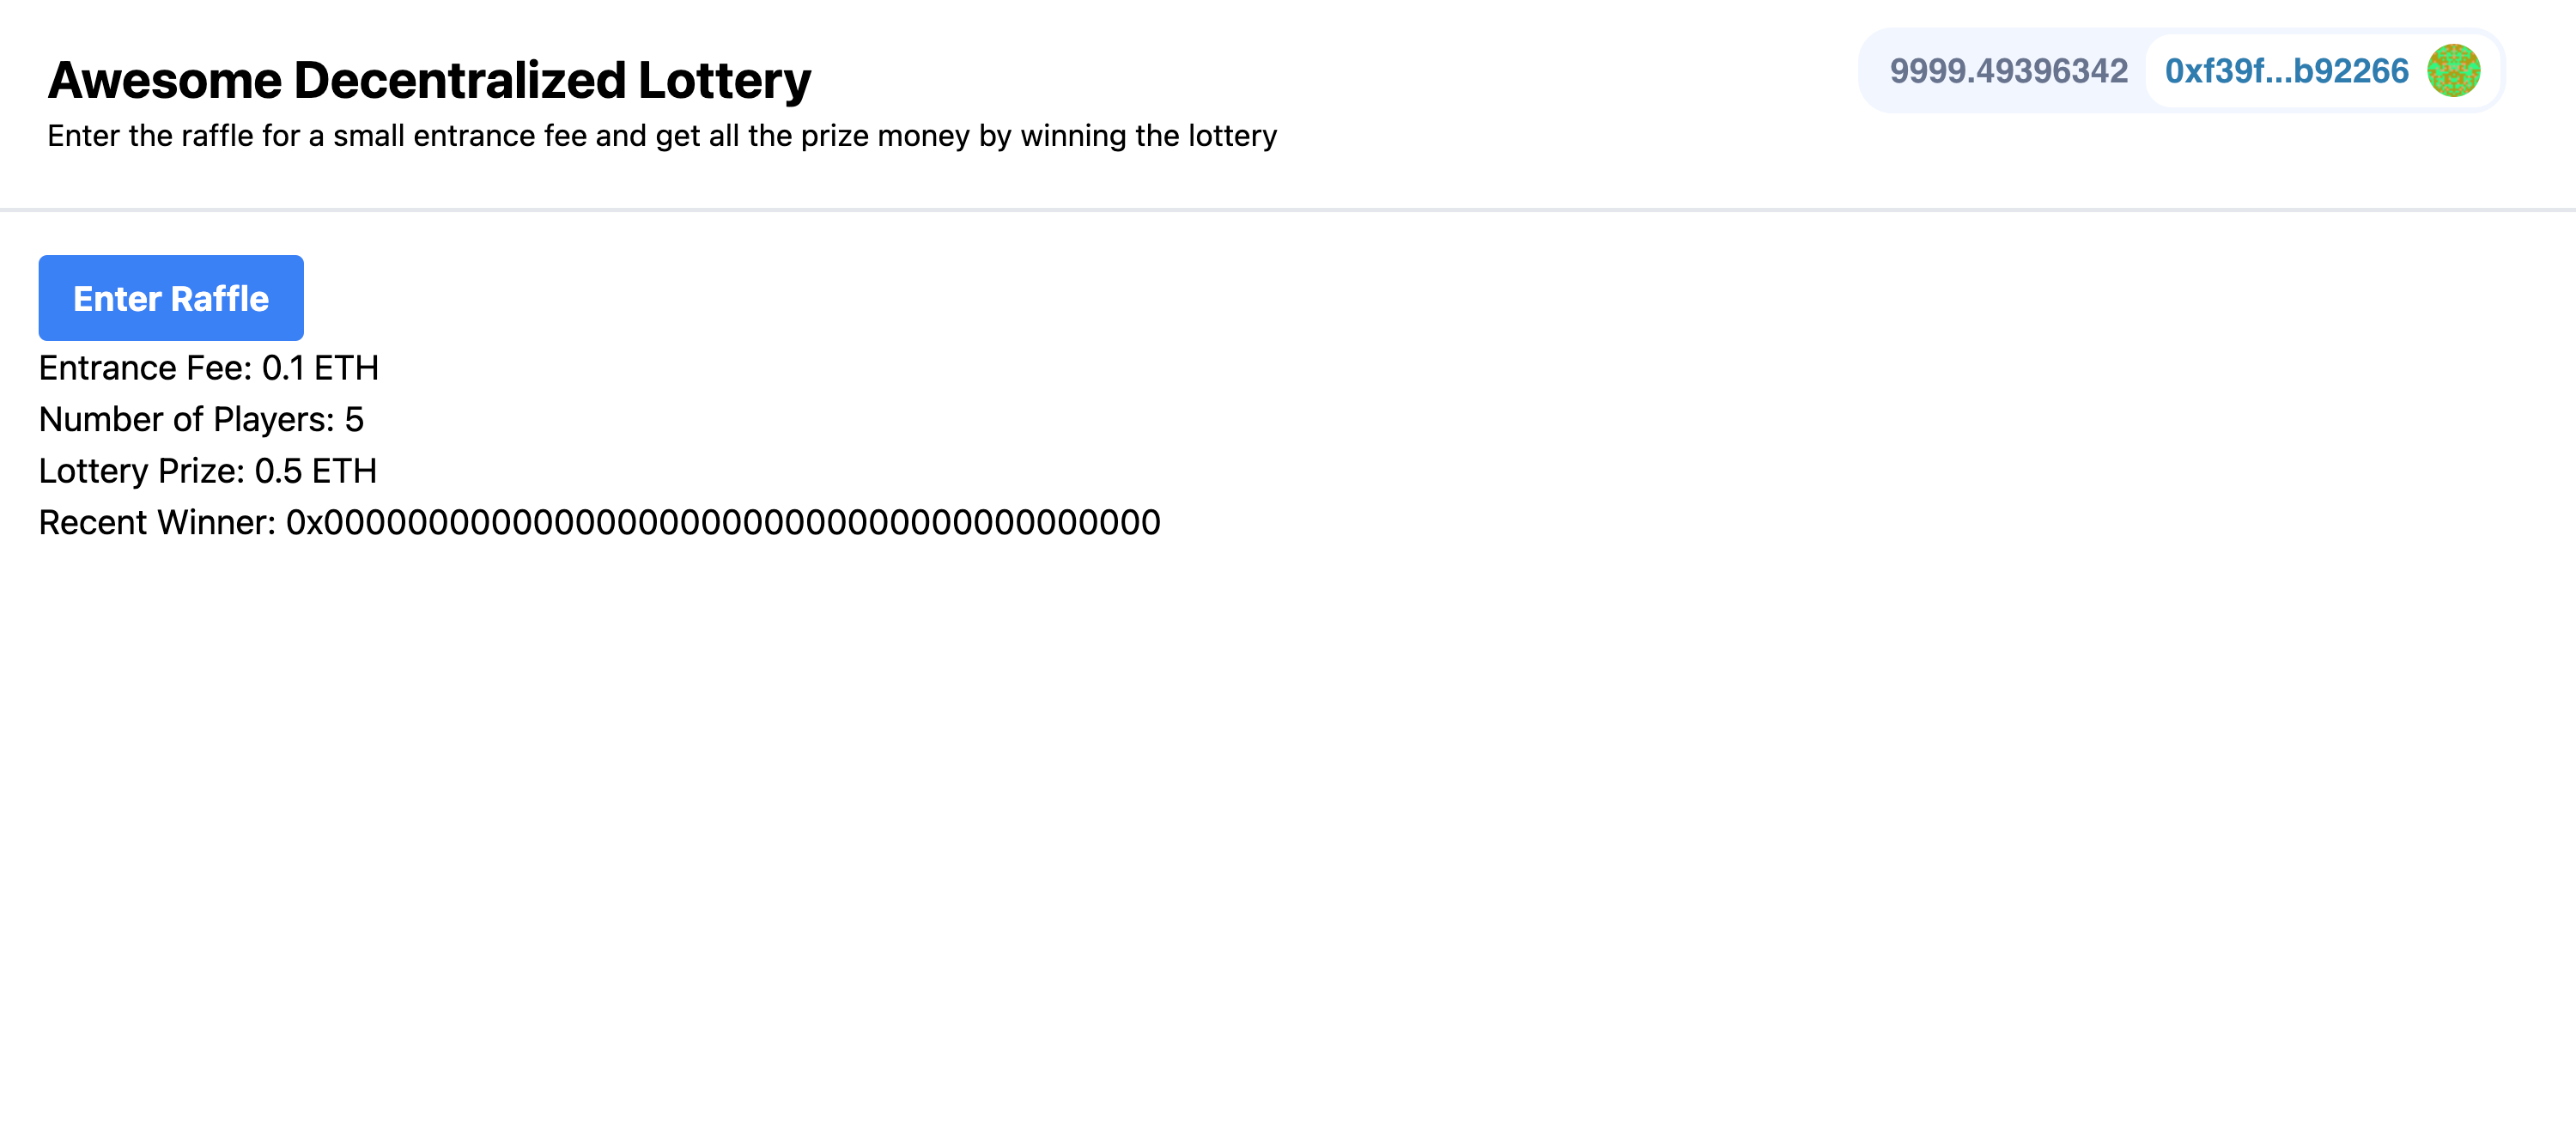 Awesome Decentralized Lottery
Enter the raffle for a small entrance fee and get all the prize money by winning the lottery
9999.49396342 0xf39f...b92266
Enter Raffle
Entrance Fee: 0.1 ETH
Number of Players: 5
Lottery Prize: 0.5 ETH
Recent Winner: 0x0000000000000000000000000000000000000000